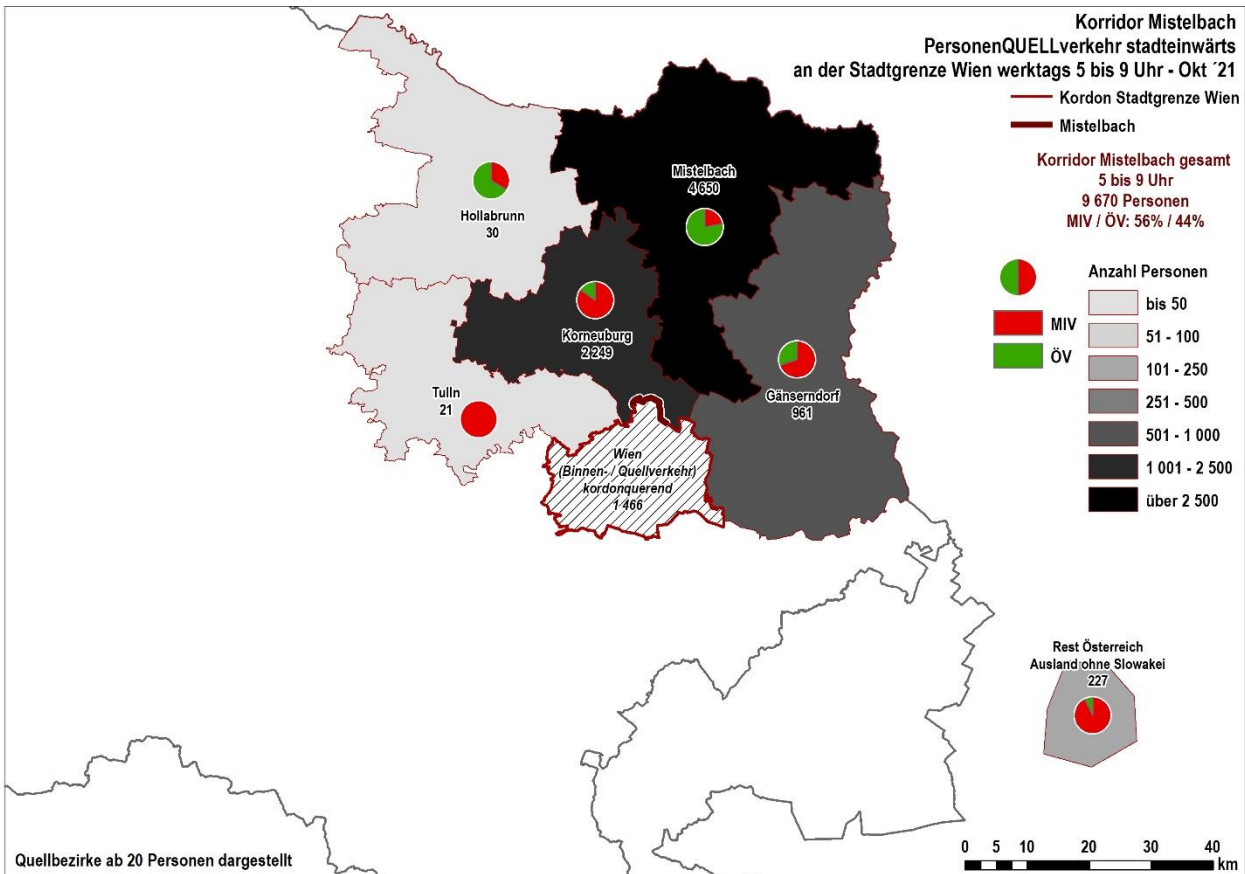 Korridor Mistelbach
PersonenQUELLverkehr stadteinwärts
an der Stadtgrenze Wien werktags 5 bis 9 Uhr - Okt ´21
Kordon Stadtgrenze Wien
Mistelbach
Korridor Mistelbach gesamt
5 bis 9 Uhr
9 670 Personen
MIV / ÖV: 56% / 44%
MIV
ÖV
Anzahl Personen
bis 50
51 - 100
101 - 250
251 - 500
501 - 1 000
1 001 - 2 500
über 2 500
Mistelbach
4 650
Hollabrunn
30
Korneuburg
2 249
Gänserndorf
961
Tulln
21
Wien
(Binnen- / Quellverkehr)
kordonquerend
1 466
Rest Österreich
Ausland ohne Slowakei
227
Quellbezirke ab 20 Personen dargestellt
0 5 10 20 30 40
km